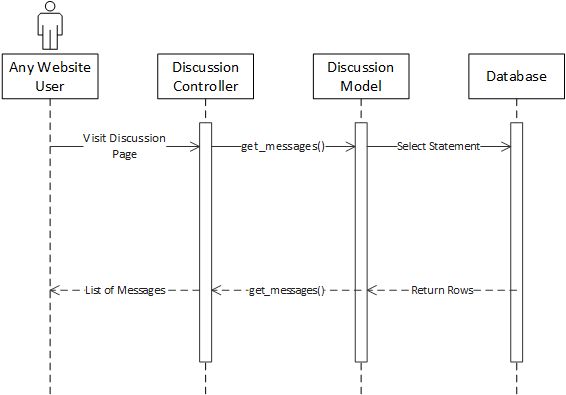 Any Website
User
Discussion
Controller
Discussion
Model
Database
Visit Discussion
Page
get_messages()
Select Statement
List of Messages
get_messages()
Return Rows